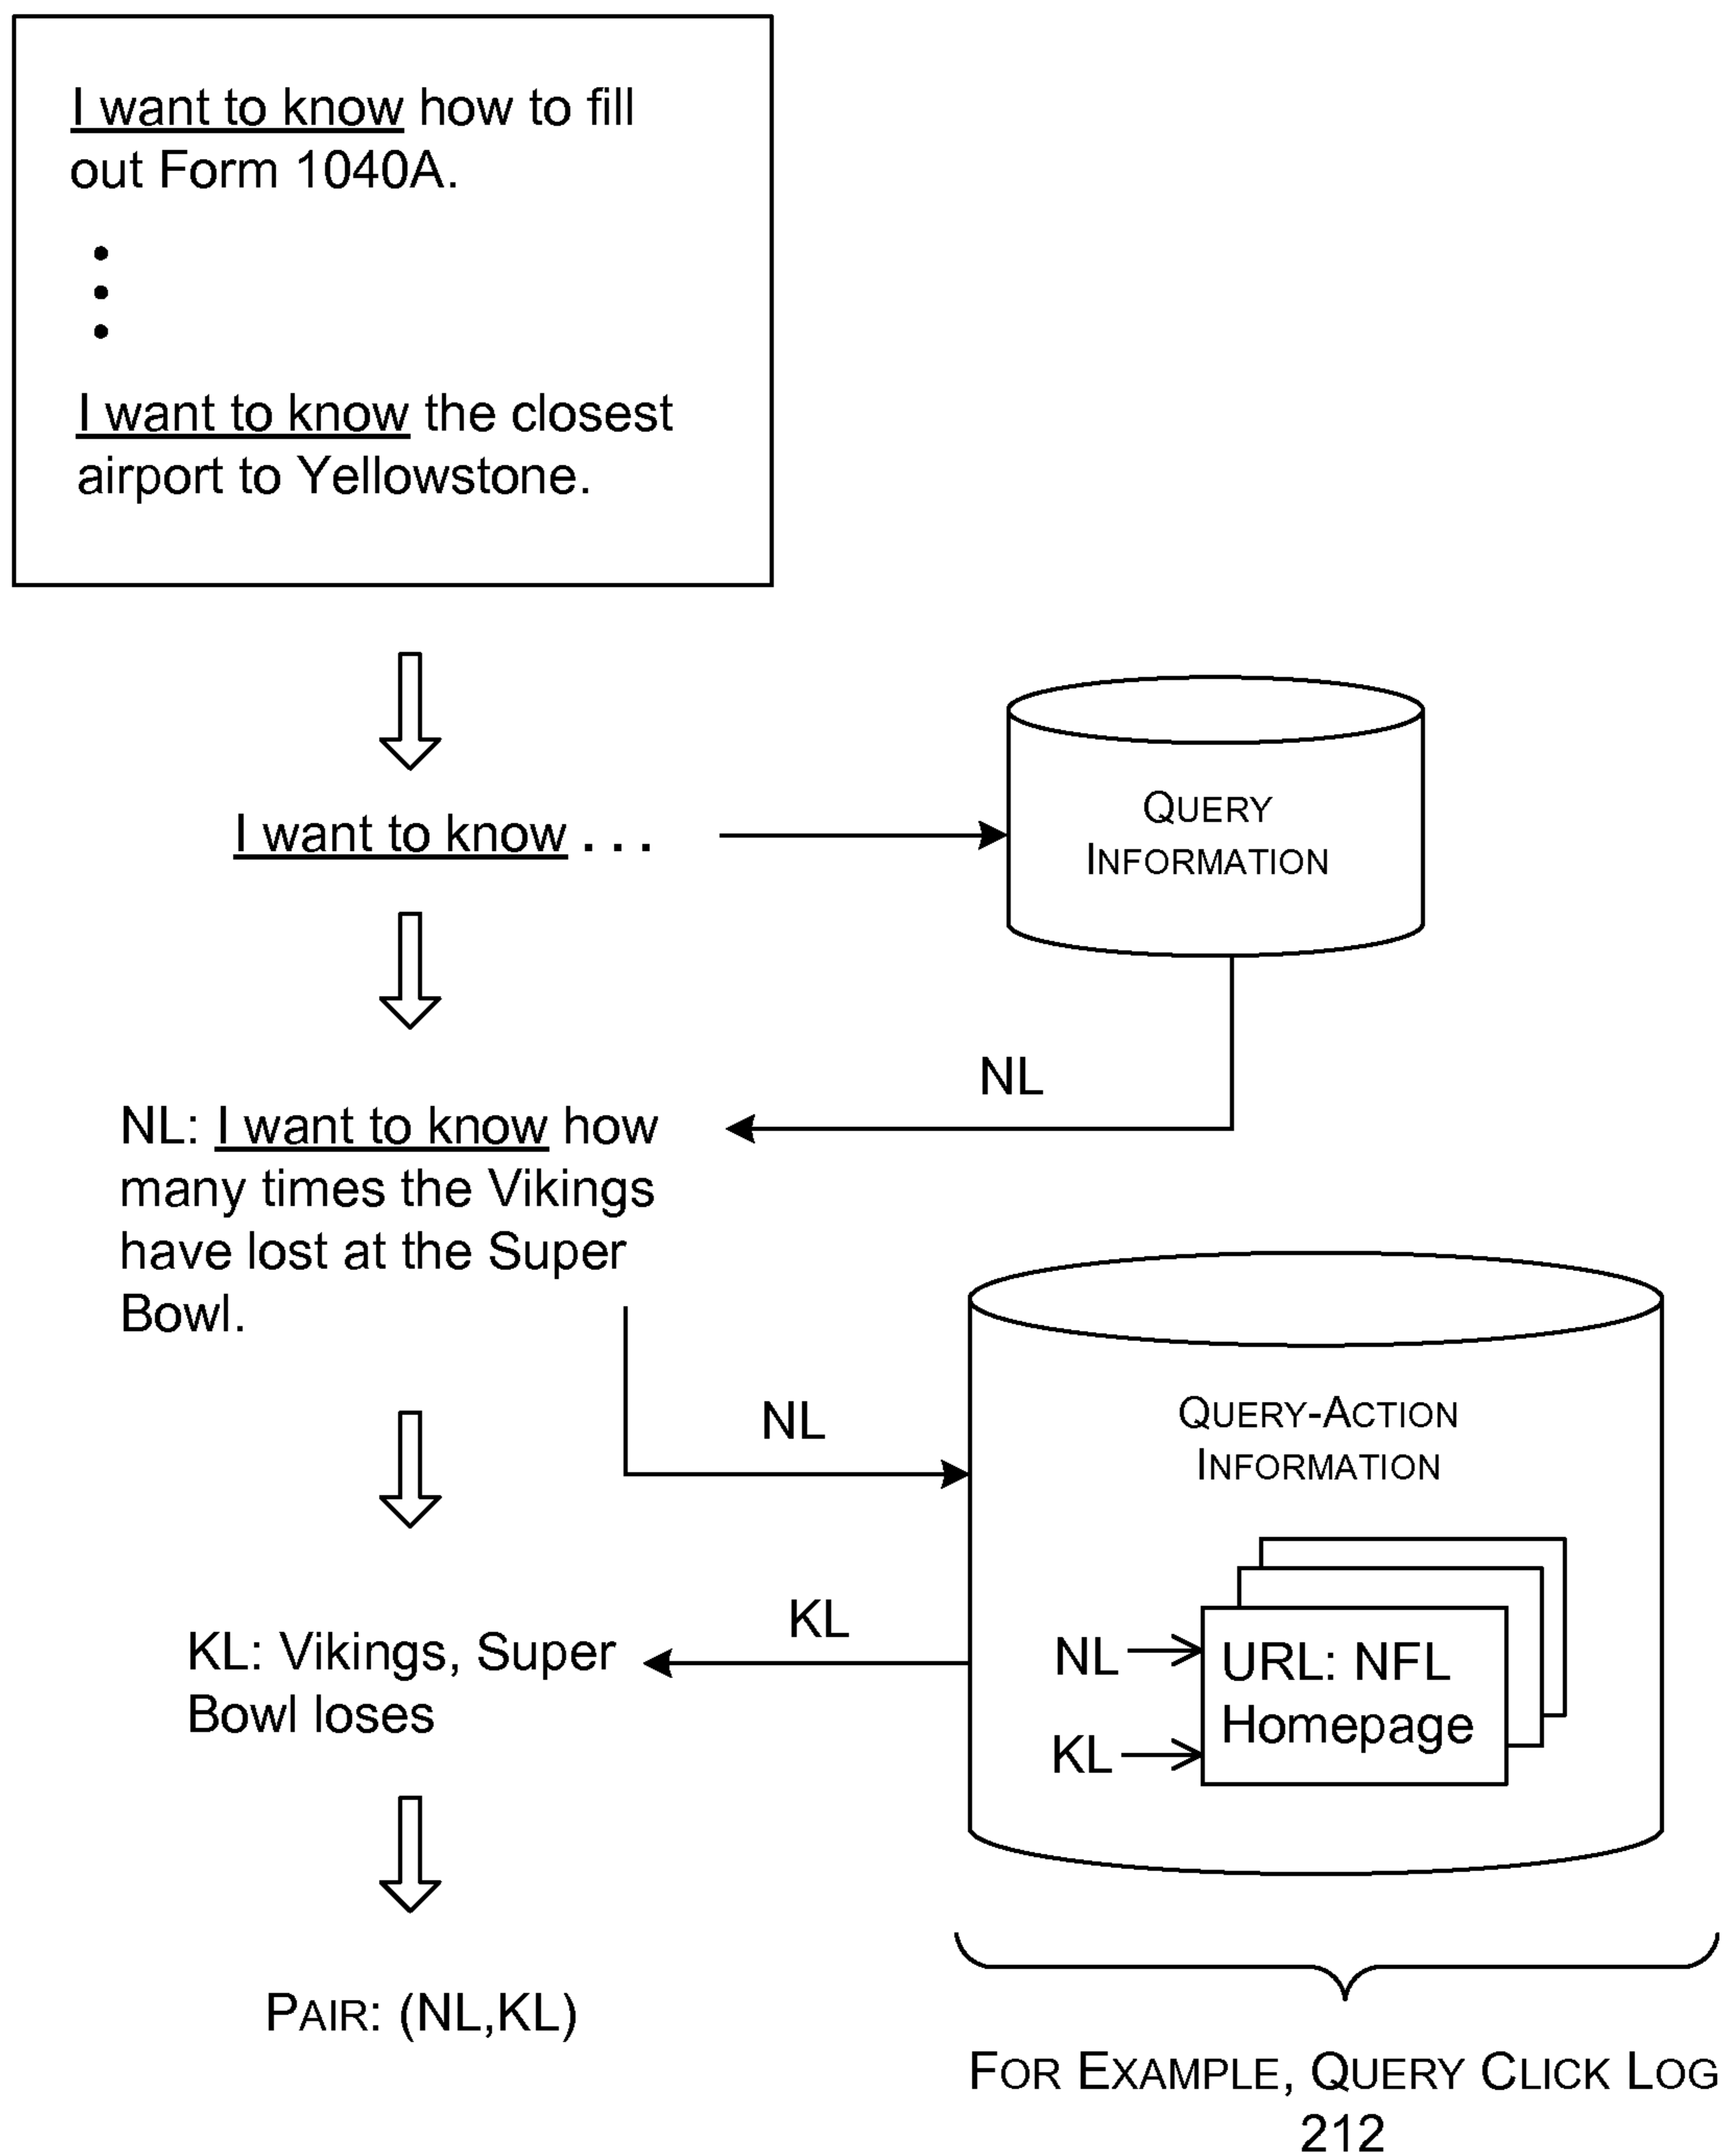 I want to know how to fill
out Form 1040A.
I want to know the closest
airport to Yellowstone.
I want to know . . .
QUERY
INFORMATION
NL
NL: I want to know how
many times the Vikings
have lost at the Super
Bowl.
NL
QUERY-ACTION
INFORMATION
KL
KL: Vikings, Super
Bowl loses
NL
URL: NFL
Homepage
KL
PAIR: (NL,KL)
FOR EXAMPLE, QUERY CLICK LOG
212